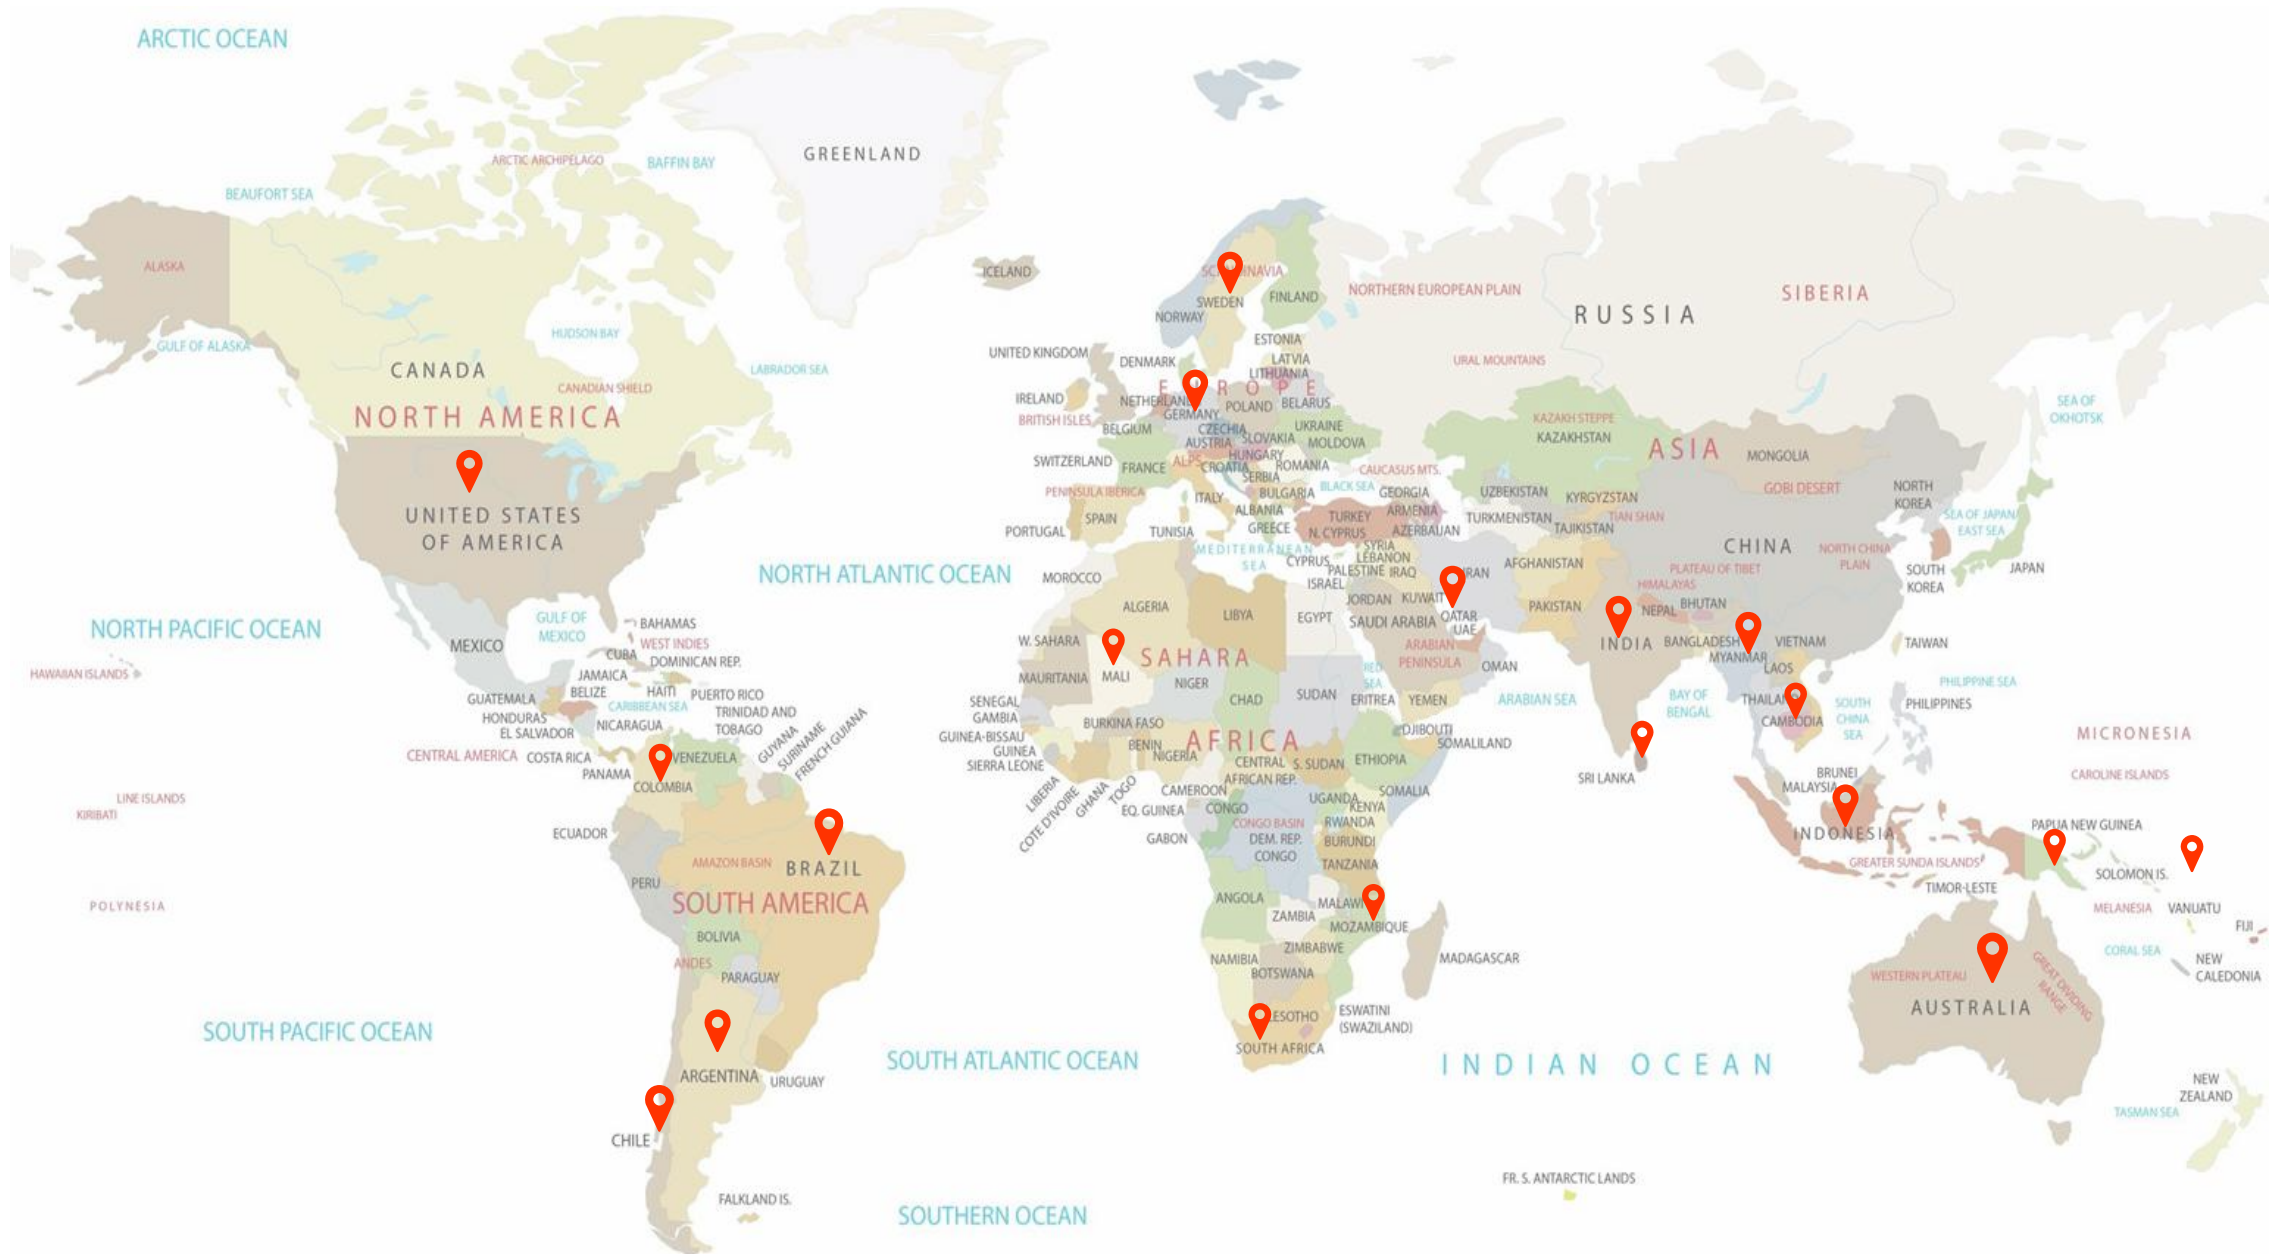 ARCTIC OCEAN
GREENLAND
ARCTIC ARCHIPELAGO
BAFFIN BAY
BEAUFORT SEA
ALASKA
GULF OF ALASKA
HUDSON BAY
CANADA
CANADIAN SHIELD
LABRADOR SEA
NORTH AMERICA
UNITED STATES
OF AMERICA
NORTH ATLANTIC OCEAN
NORTH PACIFIC OCEAN
HAWAIIAN ISLANDS
MEXICO
GULF OF
MEXICO
BAHAMAS
WEST INDIES
CUBA
DOMINICAN REP.
JAMAICA
BELIZE
HAITI
PUERTO RICO
GUATEMALA
CARIBBEAN SEA
HONDURAS
NICARAGUA
EL SALVADOR
TRINIDAD AND
TOBAGO
CENTRAL AMERICA
COSTA RICA
PANAMA
VENEZUELA
GUYANA
SURINAME
FRENCH GUIANA
COLOMBIA
LINE ISLANDS
KIRIBATI
ECUADOR
AMAZON BASIN
BRAZIL
PERU
SOUTH AMERICA
POLYNESIA
BOLIVIA
ANDES
PARAGUAY
SOUTH PACIFIC OCEAN
ARGENTINA
URUGUAY
CHILE
FALKLAND IS.
SOUTH ATLANTIC OCEAN
SOUTHERN OCEAN
ICELAND
SWEDEN
FINLAND
NORWAY
ESTONIA
UNITED KINGDOM
DENMARK
LATVIA
LITHUANIA
IRELAND
EUROPE
GERMANY
POLAND
BELARUS
BRITISH ISLES
BELGIUM
CZECHIA
UKRAINE
AUSTRIA
SLOVAKIA
MOLDOVA
SWITZERLAND
FRANCE
ALPS
CROATIA
HUNGARY
ROMANIA
SERBIA
CAUCASUS MTS.
PENINSULA IBERICA
ITALY
BULGARIA
BLACK SEA
GEORGIA
ALBANIA
ARMENIA
SPAIN
GREECE
TURKEY
PORTUGAL
TUNISIA
N. CYPRUS
AZERBAIJAN
MEDITERRANEAN
SEA
CYPRUS
SYRIA
LEBANON
PALESTINE
IRAQ
ISRAEL
JORDAN
KUWAIT
IRAN
MOROCCO
ALGERIA
LIBYA
EGYPT
SAUDI ARABIA
QATAR
UAE
W. SAHARA
SAHARA
ARABIAN
PENINSULA
OMAN
MAURITANIA
MALI
NIGER
CHAD
SUDAN
RED
SEA
ERITREA
YEMEN
ARABIAN SEA
SENEGAL
GAMBIA
BURKINA FASO
GUINEA-BISSAU
GUINEA
SIERRA LEONE
BENIN
NIGERIA
AFRICA
DJIBOUTI
SOMALILAND
CENTRAL
AFRICAN REP.
S. SUDAN
ETHIOPIA
LIBERIA
COTE D'IVOIRE
GHANA
TOGO
CAMEROON
EQ. GUINEA
CONGO
UGANDA
KENYA
SOMALIA
GABON
CONGO BASIN
RWANDA
DEM. REP.
CONGO
BURUNDI
TANZANIA
ANGOLA
MALAWI
ZAMBIA
MOZAMBIQUE
ZIMBABWE
NAMIBIA
BOTSWANA
MADAGASCAR
LESOTHO
ESWATINI
(SWAZILAND)
SOUTH AFRICA
INDIAN OCEAN
FR. S. ANTARCTIC LANDS
NORTHERN EUROPEAN PLAIN
RUSSIA
SIBERIA
URAL MOUNTAINS
SEA OF
OKHOTSK
KAZAKH STEPPE
KAZAKHSTAN
ASIA
MONGOLIA
GOBI DESERT
UZBEKISTAN
KYRGYZSTAN
TURKMENISTAN
TIAN SHAN
TAJIKISTAN
NORTH
KOREA
SEA OF JAPAN/
EAST SEA
AFGHANISTAN
CHINA
NORTH CHINA
PLAIN
PLATEAU OF TIBET
HIMALAYAS
SOUTH
KOREA
JAPAN
PAKISTAN
NEPAL
BHUTAN
INDIA
BANGLADESH
VIETNAM
TAIWAN
MYANMAR
LAOS
BAY OF
BENGAL
THAILAND
CAMBODIA
SOUTH
CHINA
SEA
PHILIPPINE SEA
PHILIPPINES
MICRONESIA
SRI LANKA
BRUNEI
MALAYSIA
CAROLINE ISLANDS
INDONESIA
PAPUA NEW GUINEA
GREATER SUNDA ISLANDS
SOLOMON IS.
TIMOR-LESTE
MELANESIA
VANUATU
FIJI
CORAL SEA
NEW
CALEDONIA
WESTERN PLATEAU
GREAT DIVIDING
RANGE
AUSTRALIA
NEW
ZEALAND
TASMAN SEA